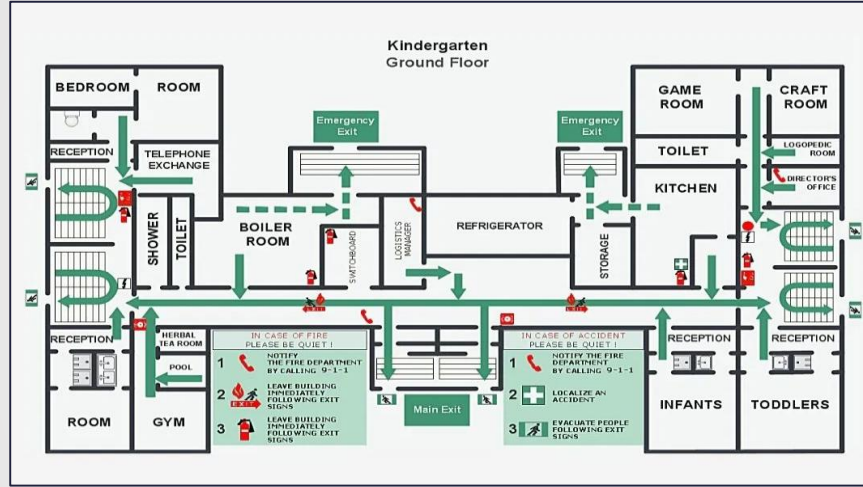 Kindergarten
Ground Floor
BEDROOM
ROOM
GAME
ROOM
CRAFT
ROOM
Emergency
Exit
Emergency
Exit
RECEPTION
TELEPHONE
EXCHANGE
TOILET
LOGOPEDIC
ROOM
KITCHEN
DIRECTOR'S
OFFICE
SHOWER
TOILET
BOILER
ROOM
SWITCHBOARD
LOGISTICS
MANAGER
REFRIGERATOR
STORAGE
EXIT
EXIT
RECEPTION
HERBAL
TEA ROOM
POOL
ROOM
GYM
IN CASE OF FIRE
PLEASE BE QUIET !
1
NOTIFY
THE FIRE DEPARTMENT
BY CALLING 9-1-1
2
EXIT
LEAVE BUILDING
IMMEDIATELY
FOLLOWING EXIT
SIGNS
3
LEAVE BUILDING
IMMEDIATELY
FOLLOWING EXIT
SIGNS
Main Exit
IN CASE OF ACCIDENT
PLEASE BE QUIET !
1
NOTIFY THE FIRE
DEPARTMENT
BY CALLING 9-1-1
2
LOCALIZE AN
ACCIDENT
3
EVACUATE PEOPLE
FOLLOWING EXIT
SIGNS
RECEPTION
RECEPTION
INFANTS
TODDLERS